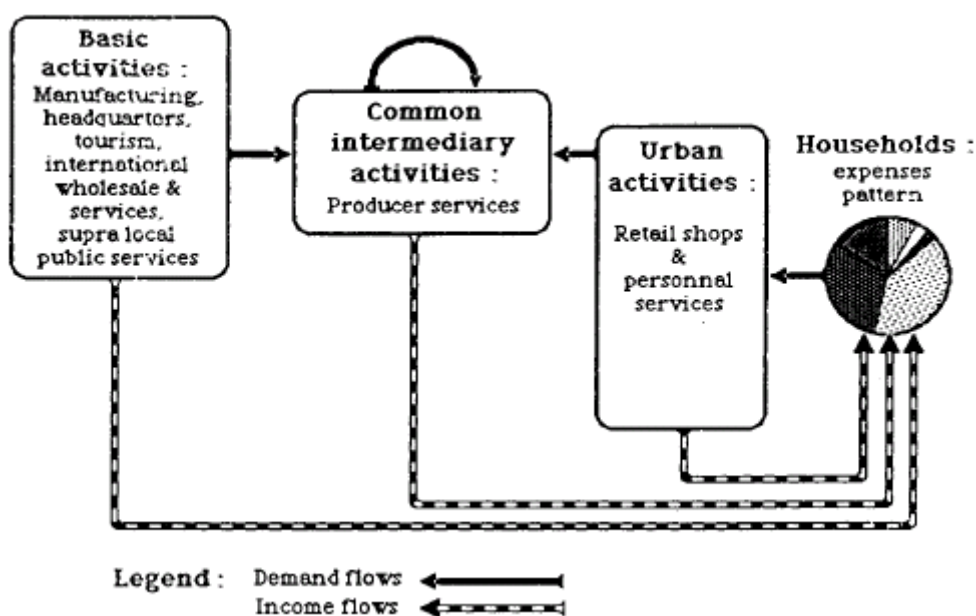 Basic
activities :
Manufacturing,
headquarters,
tourism,
international
wholesale &
services,
supra local
public services
Common
intermediary
activities :
Producer services
Urban
activities :
Retail shops
&
personnal
services
Households :
expenses
pattern
Legend : Demand flows
Income flows